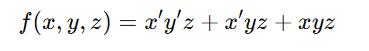 f(x, y, z) = x′y′z + x′yz + xyz